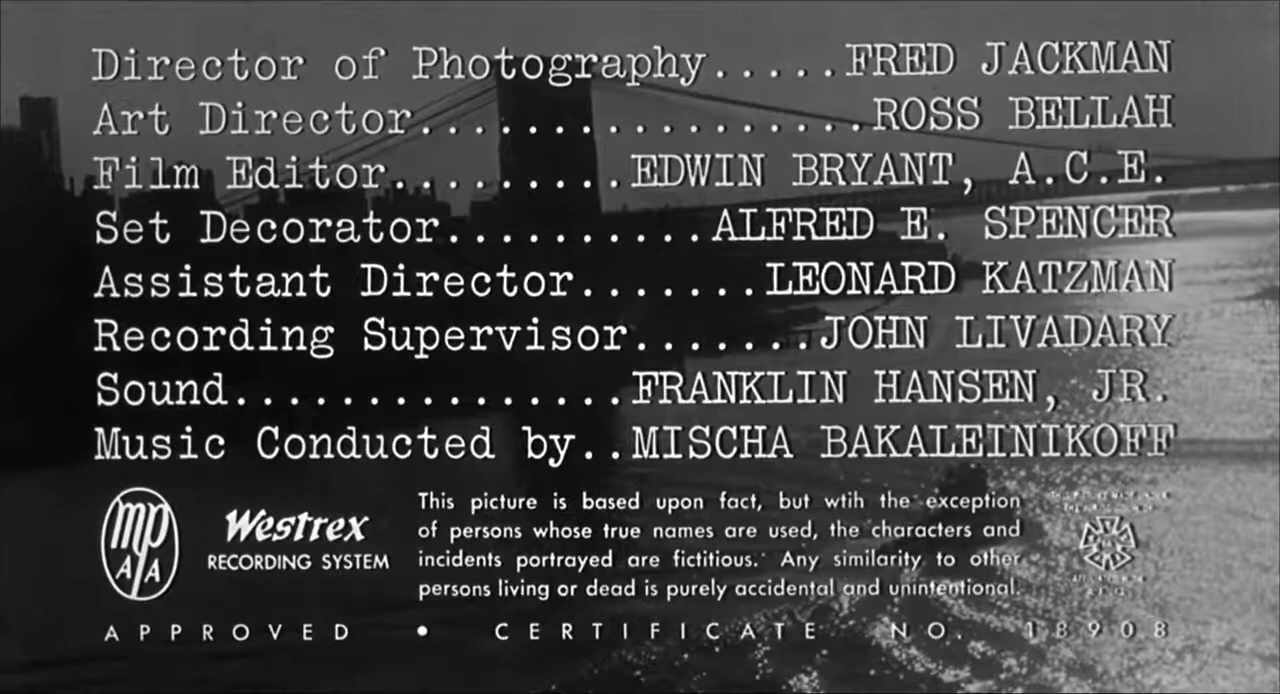 Director of Photography.....FRED JACKMAN
Art Director.................ROSS BELLAH
Film Editor.........EDWIN BRYANT, A.C.E.
Set Decorator..........ALFRED E. SPENCER
Assistant Director.......LEONARD KATZMAN
Recording Supervisor.......JOHN LIVADARY
Sound...............FRANKLIN HANSEN, JR.
Music Conducted by..MISCHA BAKALEINIKOFF
MPAA
Westrex
RECORDING SYSTEM
This picture is based upon fact, but wtih the exception
of persons whose true names are used, the characters and
incidents portrayed are fictitious. Any similarity to other
persons living or dead is purely accidental and unintentional.
APPROVED • CERTIFICATE NO. 18908